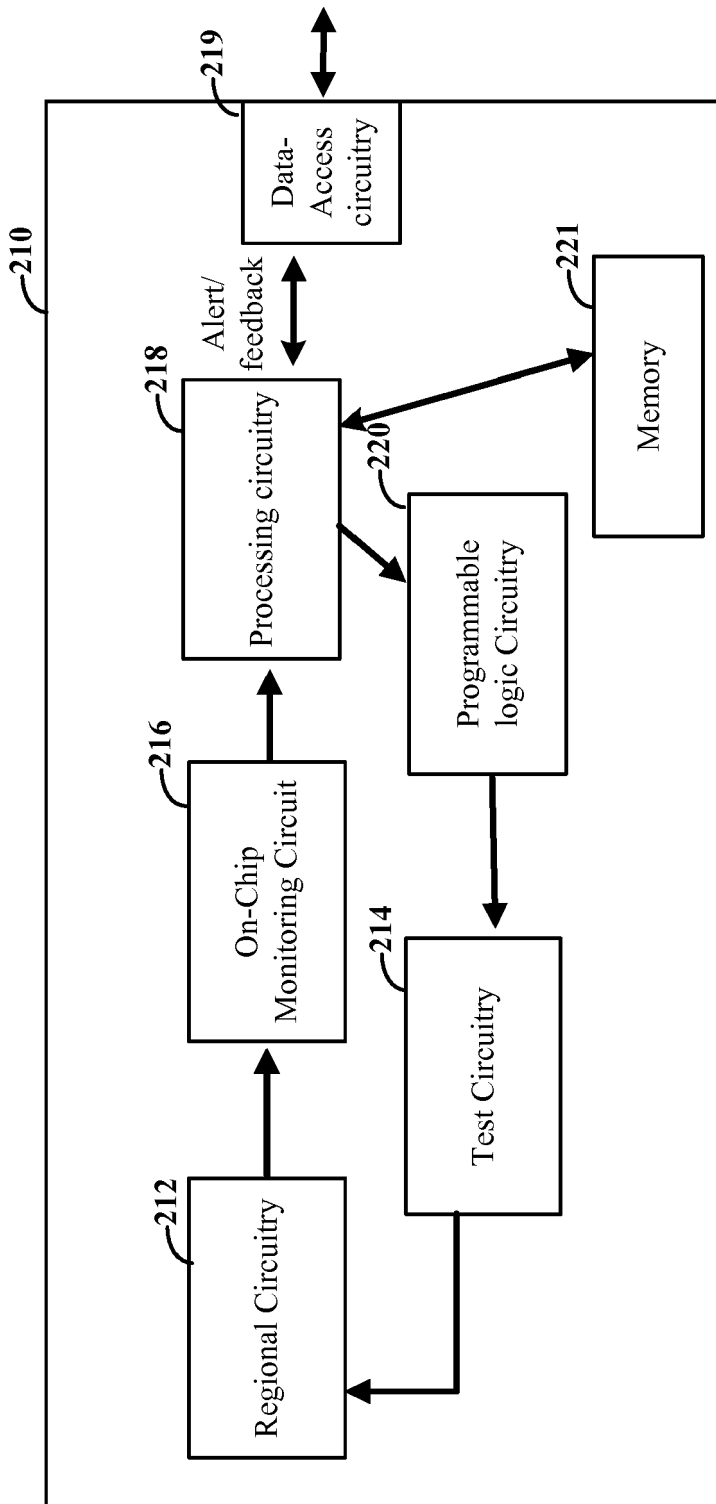 210
212
Regional Circuitry
216
On-Chip
Monitoring Circuit
218
Processing circuitry
Alert/
feedback
219
Data-
Access
circuitry
214
Test Circuitry
220
Programmable
logic Circuitry
221
Memory